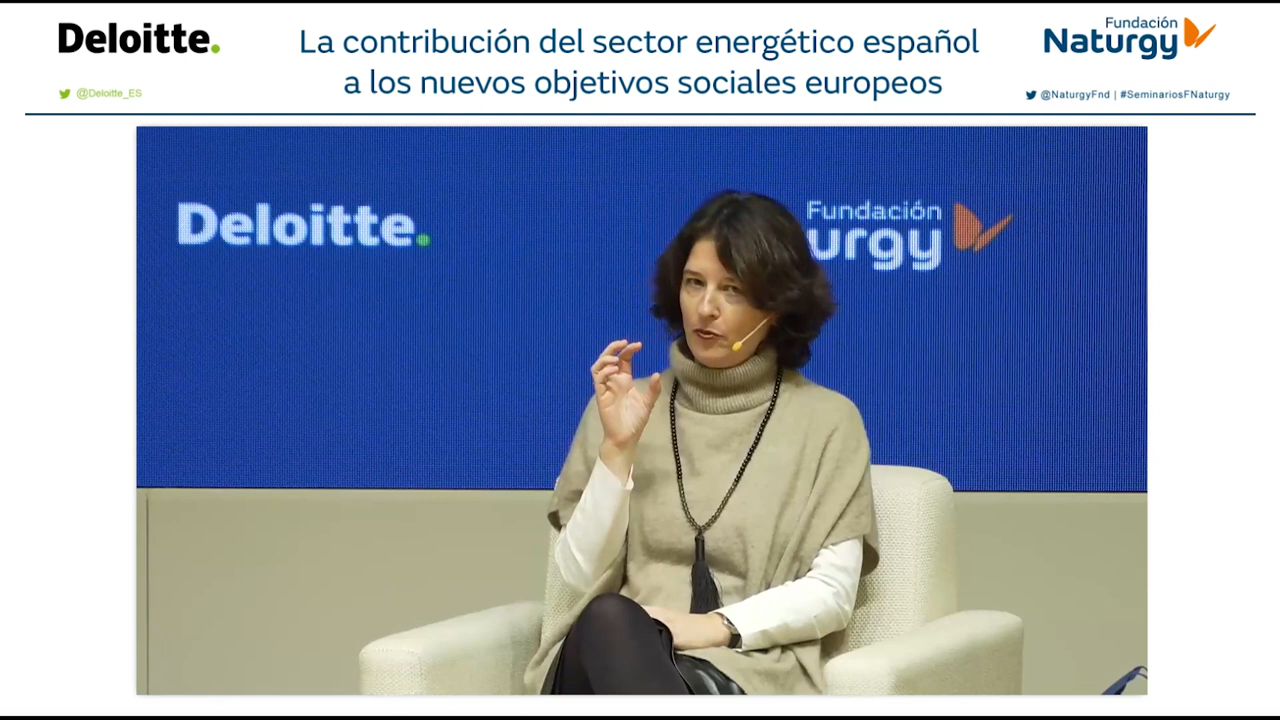 Deloitte.
La contribución del sector energético español
a los nuevos objetivos sociales europeos
Fundación
Naturgy
@Deloitte_ES
@NaturgyFnd | #SeminariosFNaturgy
Deloitte.
Fundación
urgy